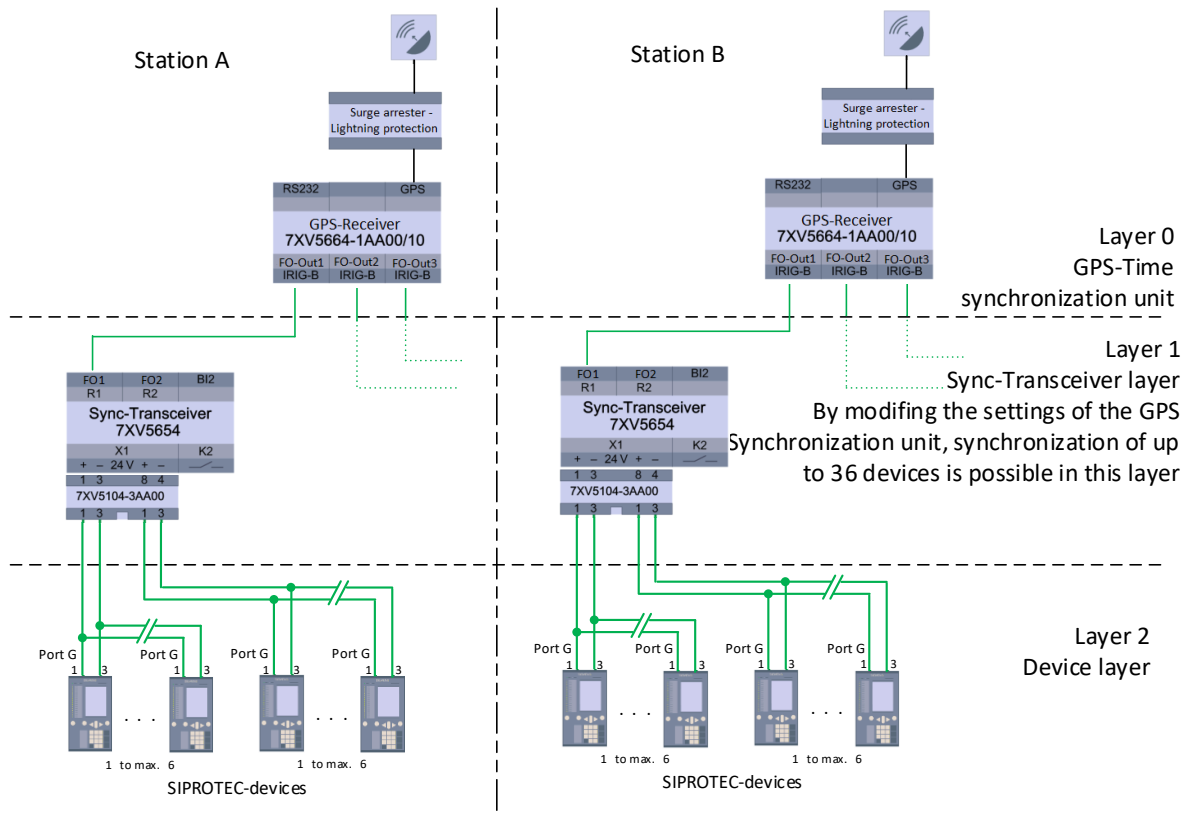 Station A
Surge arrester -
Lightning protection
RS232 GPS
GPS-Receiver
7XV5664-1AA00/10
FO-Out1 FO-Out2 FO-Out3
IRIG-B IRIG-B IRIG-B
FO1 FO2 BI2
R1 R2
Sync-Transceiver
7XV5654
X1 K2
+ – 24 V + –
1 3 8 4
7XV5104-3AA00
1 3 1 3
Port G Port G Port G Port G
1 3 1 3 1 3 1 3
. . . . . .
1 to max. 6 1 to max. 6
SIPROTEC-devices
Station B
Surge arrester -
Lightning protection
RS232 GPS
GPS-Receiver
7XV5664-1AA00/10
FO-Out1 FO-Out2 FO-Out3
IRIG-B IRIG-B IRIG-B
FO1 FO2 BI2
R1 R2
Sync-Transceiver
7XV5654
X1 K2
+ – 24 V + –
1 3 8 4
7XV5104-3AA00
1 3 1 3
Port G Port G Port G Port G
1 3 1 3 1 3 1 3
. . . . . .
1 to max. 6 1 to max. 6
SIPROTEC-devices
Layer 0
GPS-Time
synchronization unit
Layer 1
Sync-Transceiver layer
By modifing the settings of the GPS
Synchronization unit, synchronization of up
to 36 devices is possible in this layer
Layer 2
Device layer